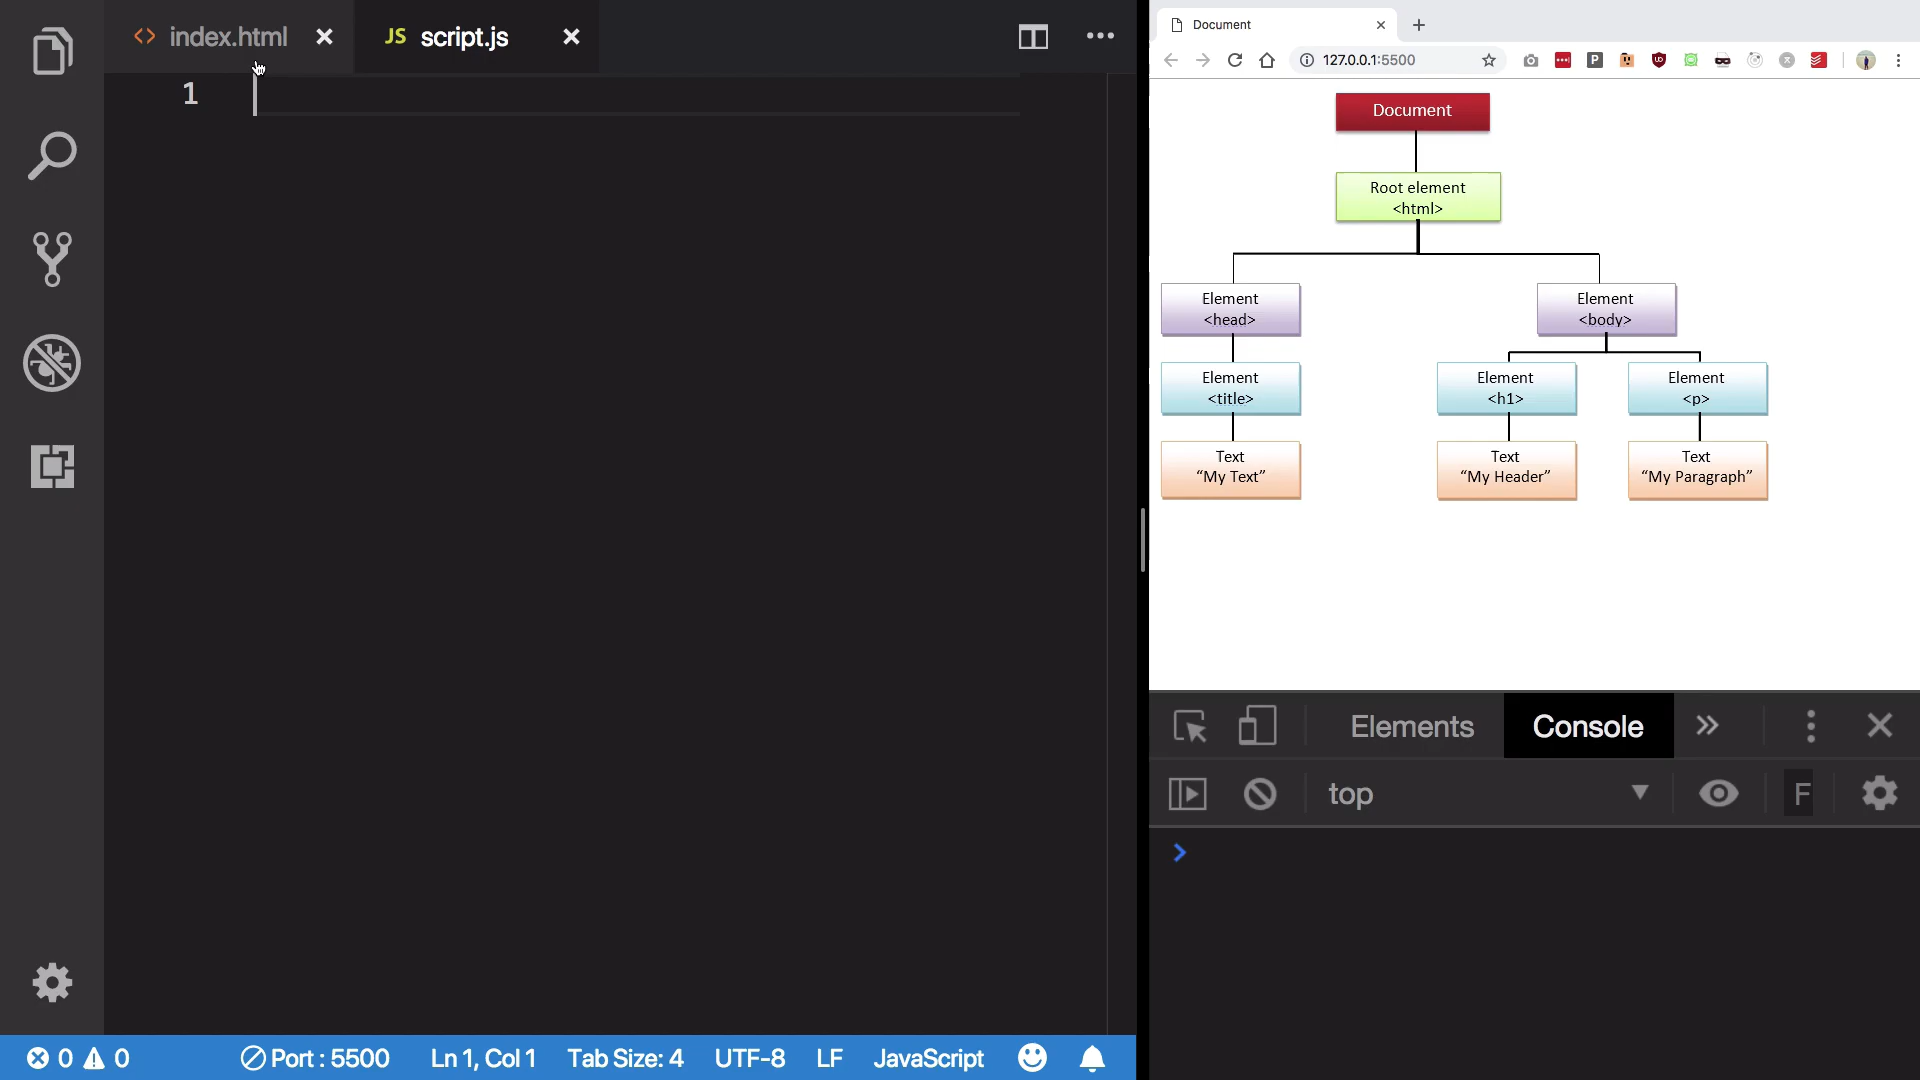 <> index.html ×
JS script.js ×
1
0 0
Port : 5500
Ln 1, Col 1
Tab Size: 4
UTF-8
LF
JavaScript
Document
127.0.0.1:5500
P
Document
Root element
<html>
Element
<head>
Element
<body>
Element
<title>
Element
<h1>
Element
<p>
Text
“My Text”
Text
“My Header”
Text
“My Paragraph”
Elements
Console
top
F